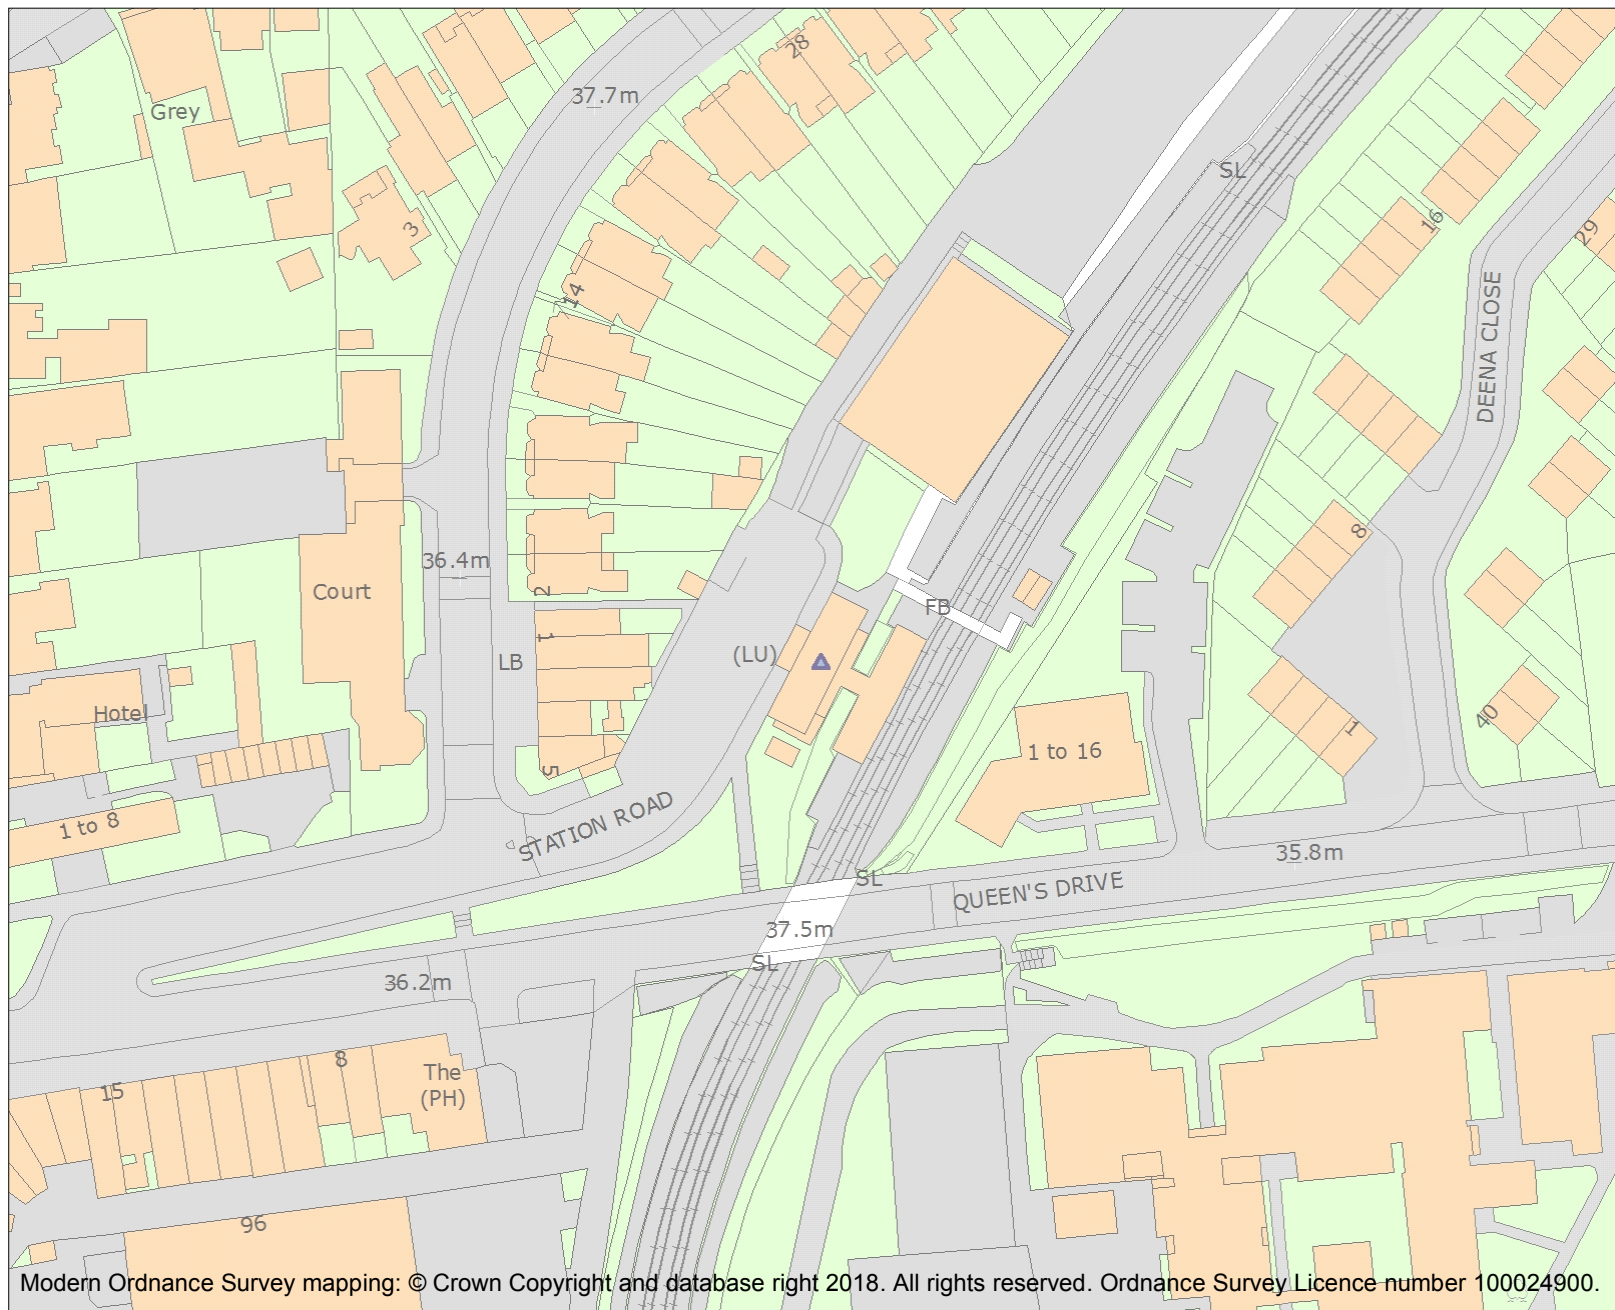 28
37.7m
Grey
SL
16
29
3
14
DEENA CLOSE
8
36.4m
Court
2
FB
1
(LU)
LB
Hotel
40
1
1 to 16
5
STATION ROAD
1 to 8
35.8m
SL
QUEEN'S DRIVE
37.5m
SL
36.2m
8
The
(PH)
15
96
Modern Ordnance Survey mapping: © Crown Copyright and database right 2018. All rights reserved. Ordnance Survey Licence number 100024900.